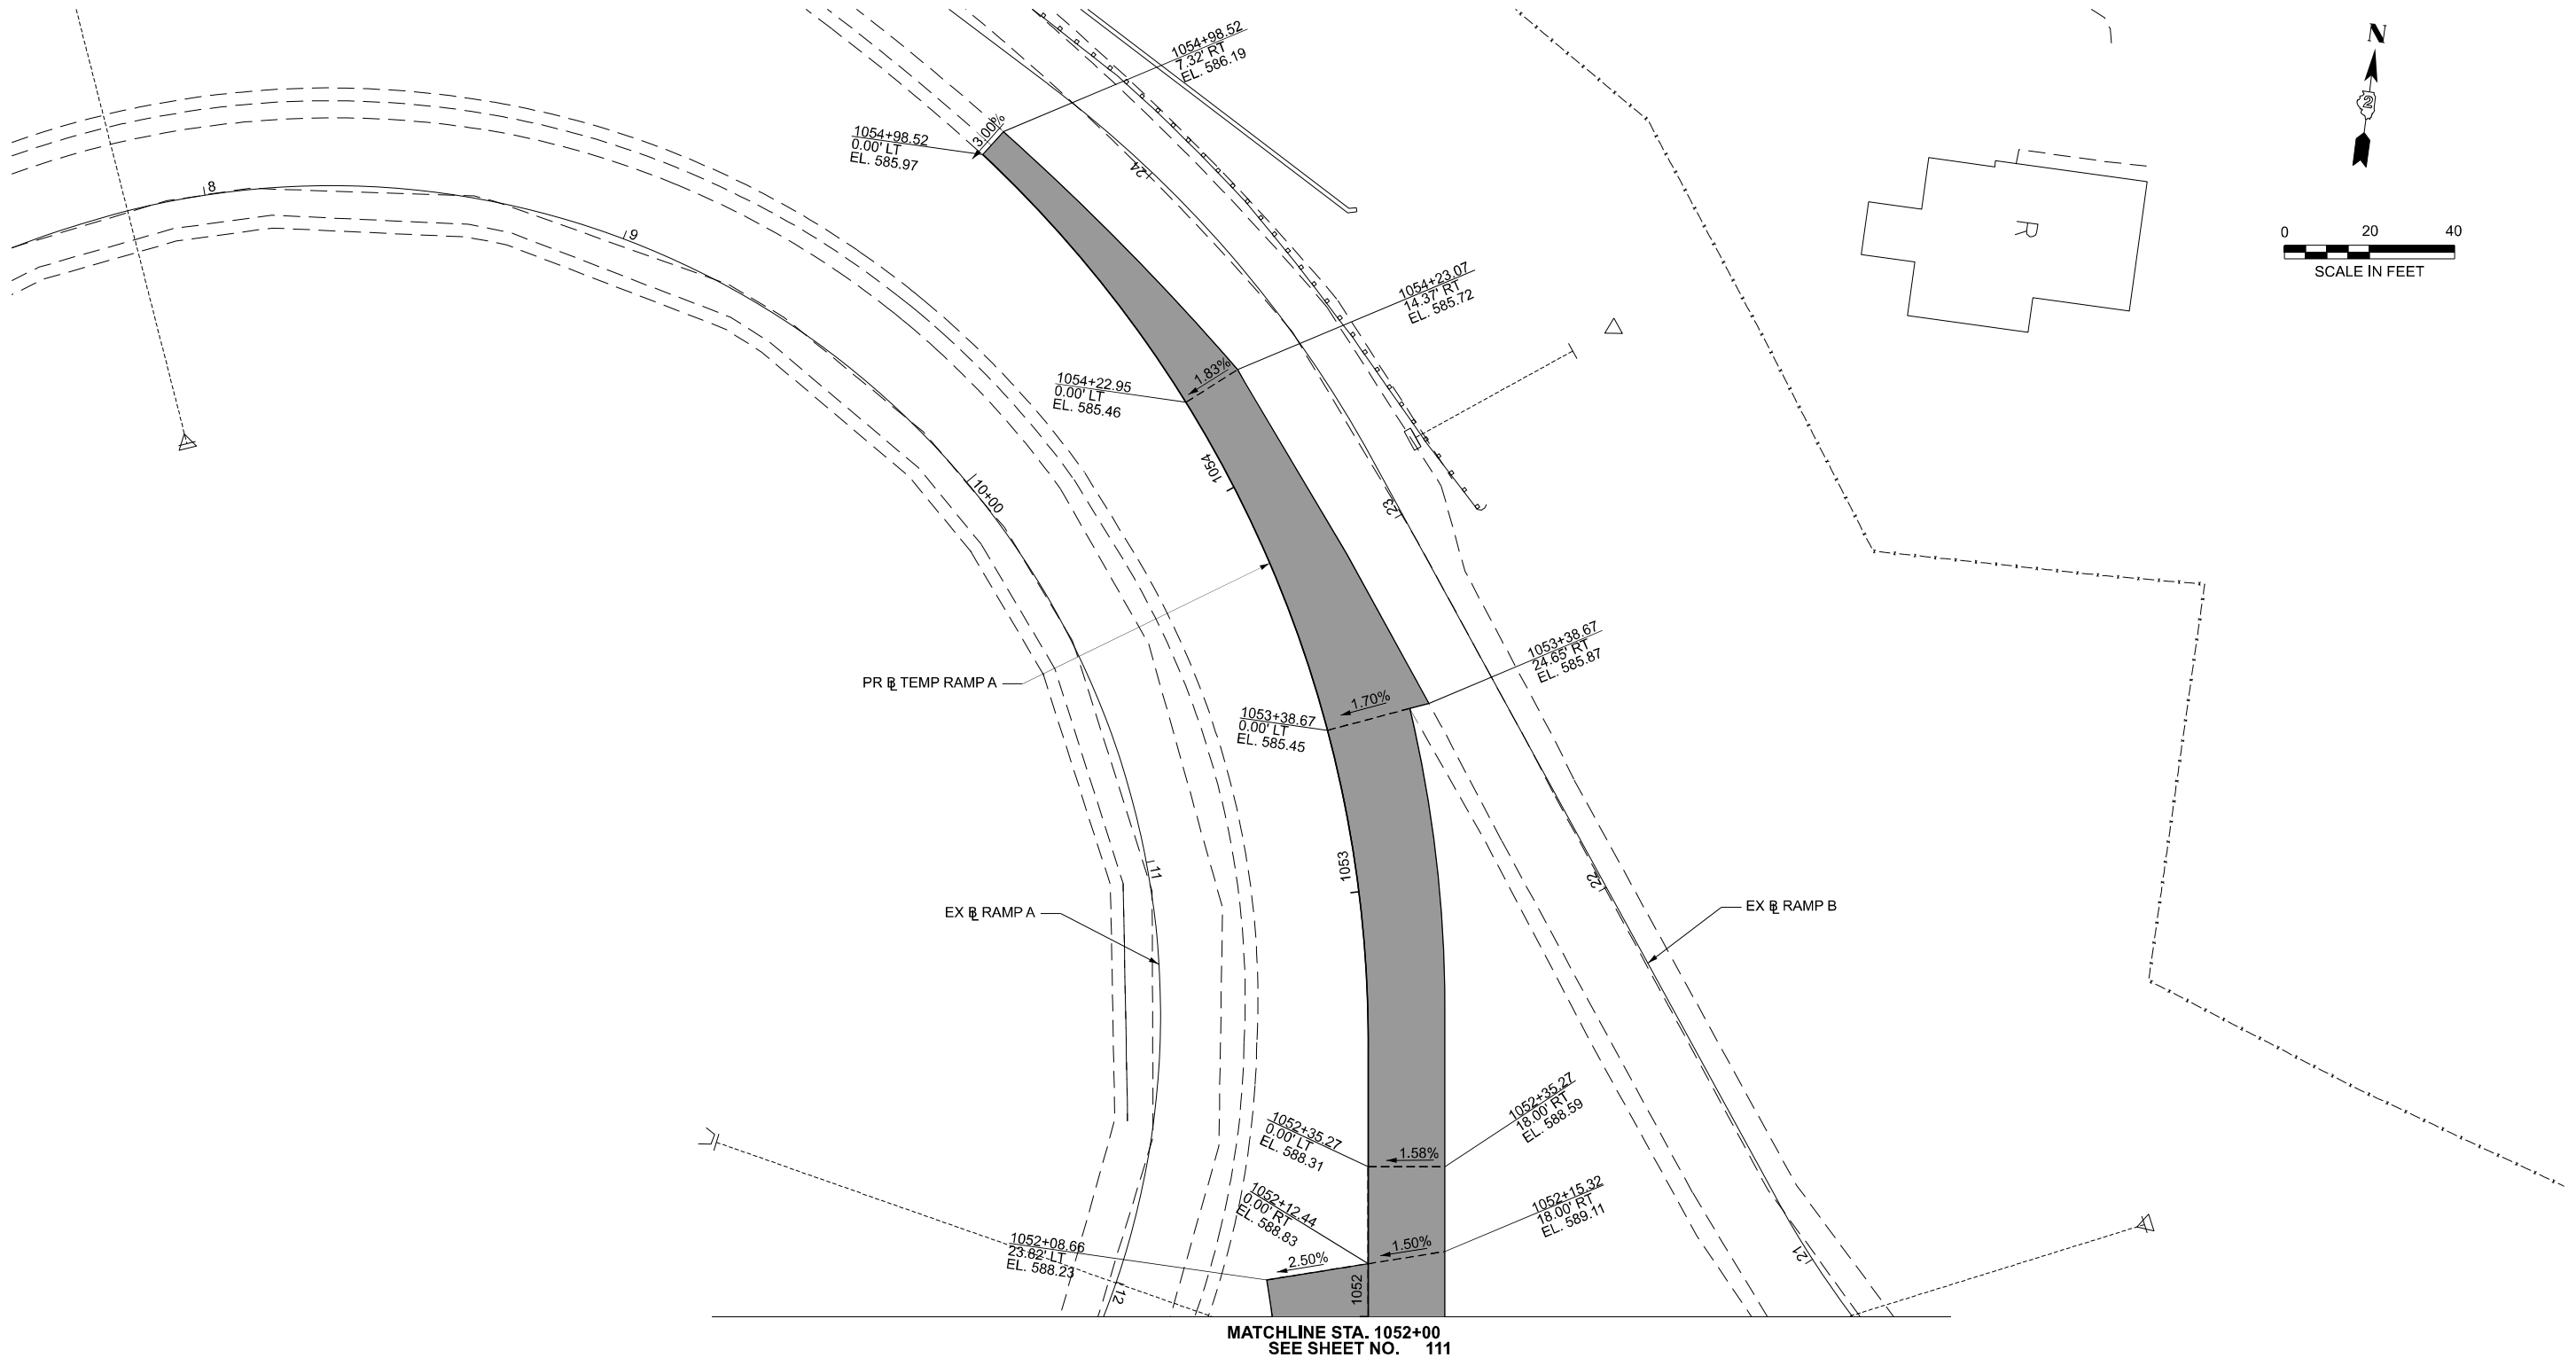 1054+98.52
7.32' RT
EL. 586.19
N
2
3.00%
1054+98.52
0.00' LT
EL. 585.97
24
8
9
R
0 20 40
SCALE IN FEET
1054+23.07
14.37' RT
EL. 585.72
1.83%
1054+22.95
0.00' LT
EL. 585.46
1054
10+00
23
1053+38.67
24.65' RT
EL. 585.87
PR BL TEMP RAMP A
1.70%
1053+38.67
0.00' LT
EL. 585.45
1053
11
22
EX BL RAMP A
EX BL RAMP B
1052+35.27
18.00' RT
EL. 588.59
1052+35.27
0.00' LT
EL. 588.31
1.58%
1052+12.44
0.00' RT
EL. 588.83
1052+15.32
18.00' RT
EL. 589.11
1.50%
1052+08.66
23.82' LT
EL. 588.23
2.50%
21
12
1052
MATCHLINE STA. 1052+00
SEE SHEET NO. 111